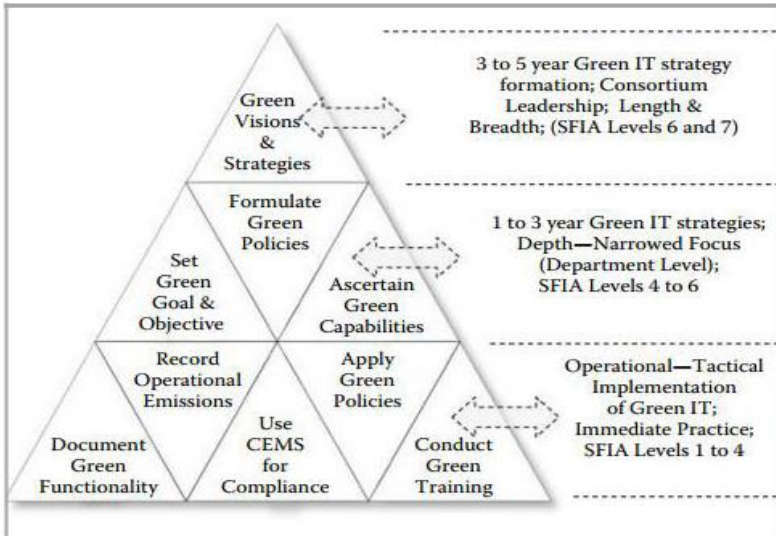 Green
Visions
&
Strategies
3 to 5 year Green IT strategy
formation; Consortium
Leadership; Length &
Breadth; (SFIA Levels 6 and 7)
Formulate
Green
Policies
Set
Green
Goal &
Objective
Ascertain
Green
Capabilities
1 to 3 year Green IT strategies;
Depth—Narrowed Focus
(Department Level);
SFIA Levels 4 to 6
Record
Operational
Emissions
Apply
Green
Policies
Document
Green
Functionality
Use
CEMS
for
Compliance
Conduct
Green
Training
Operational—Tactical
Implementation
of Green IT;
Immediate Practice;
SFIA Levels 1 to 4